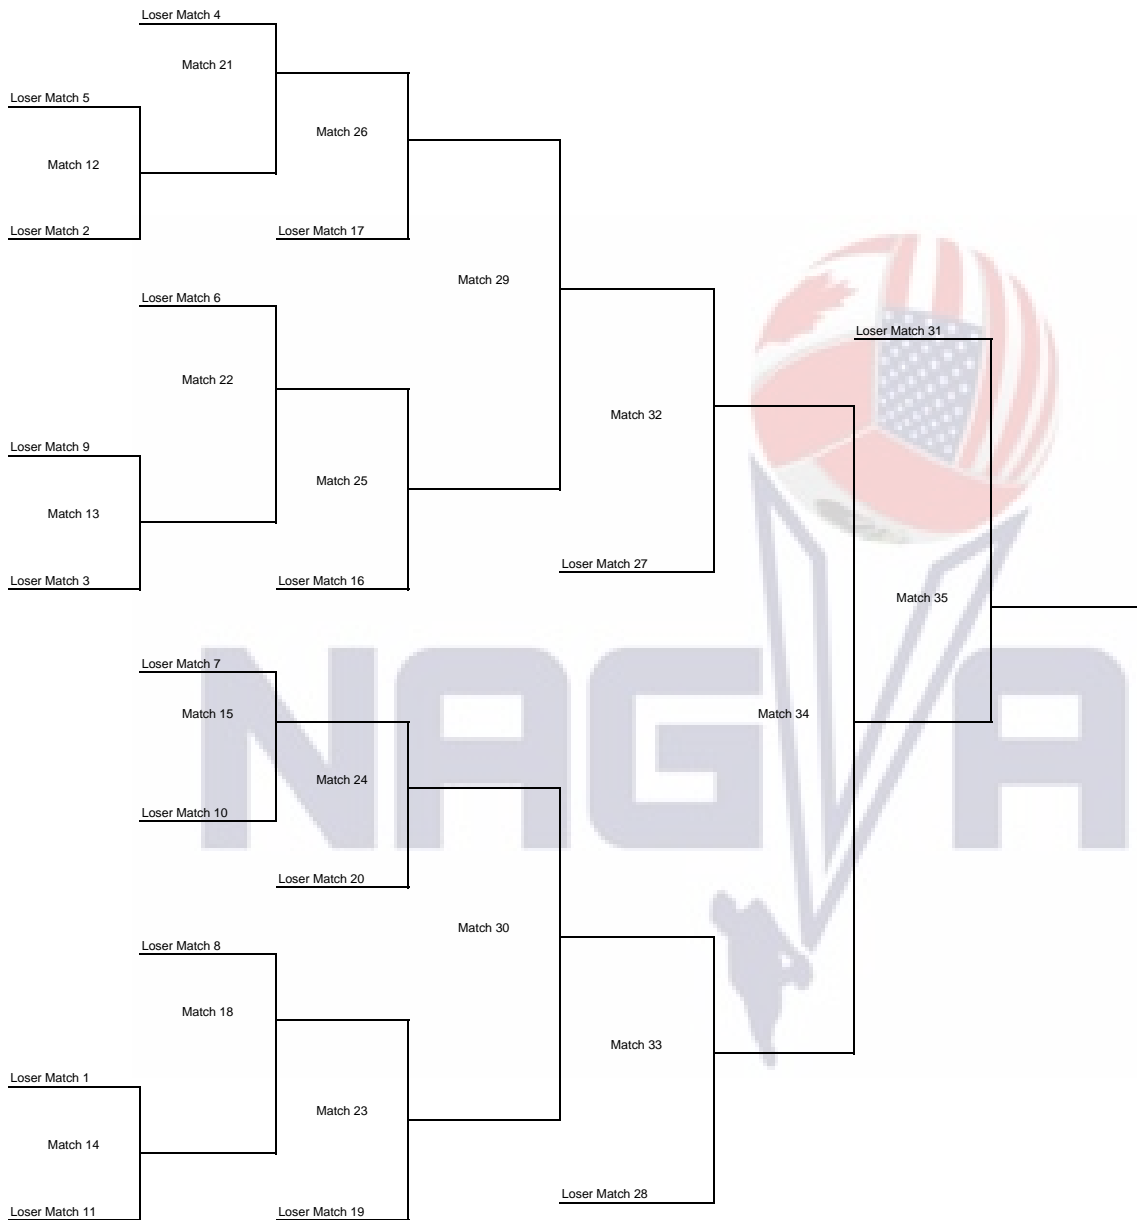 Loser Match 4
Match 21
Loser Match 5
Match 26
Match 12
Loser Match 2
Loser Match 17
Match 29
Loser Match 6
Loser Match 31
Match 22
Match 32
Loser Match 9
Match 25
Match 13
Loser Match 27
Loser Match 3
Loser Match 16
Match 35
Loser Match 7
Match 15
Match 34
Match 24
NAGVA
Loser Match 10
Loser Match 20
Match 30
Loser Match 8
Match 18
Match 33
Loser Match 1
Match 23
Match 14
Loser Match 28
Loser Match 11
Loser Match 19